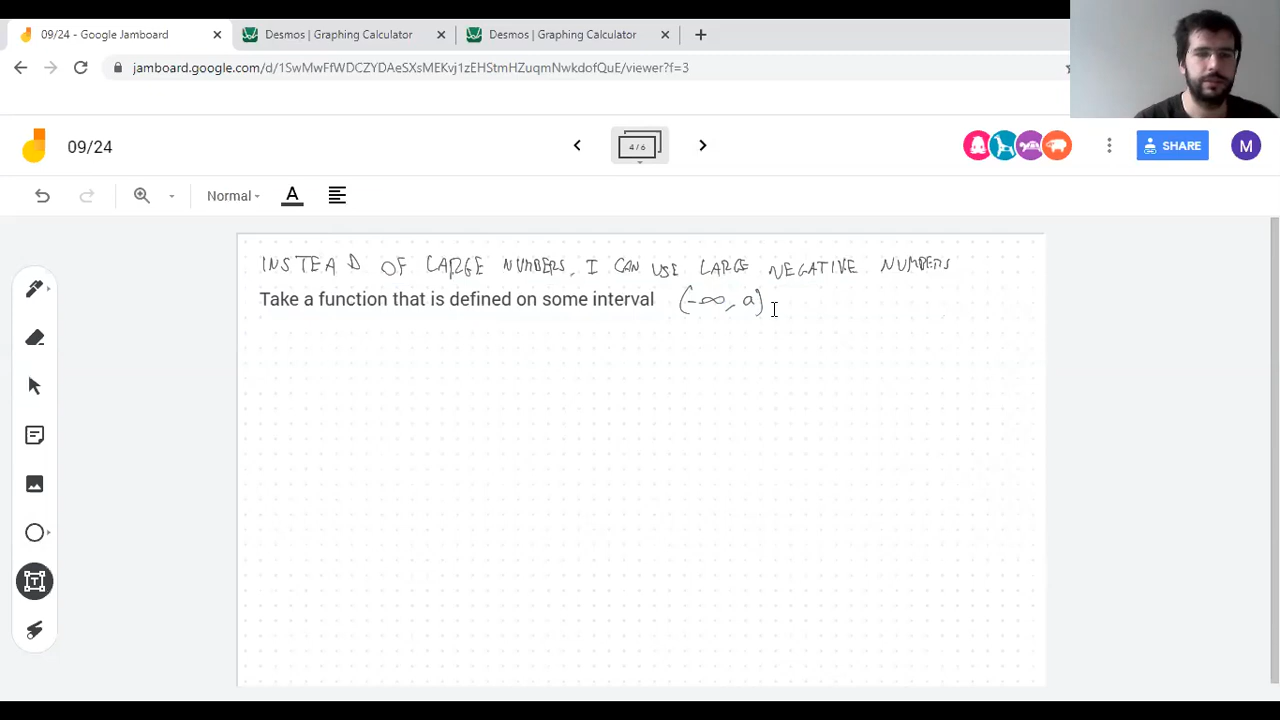 09/24 - Google Jamboard
Desmos | Graphing Calculator
Desmos | Graphing Calculator
jamboard.google.com/d/1SwMwFfWDCZYDAeSXsMEKvj1zEHStmHZuqmNwkdofQuE/viewer?f=3
09/24
4 / 6
SHARE
M
Normal
A
INSTEAD OF LARGE NUMBERS, I CAN USE LARGE NEGATIVE NUMBERS
Take a function that is defined on some interval (-∞, a)